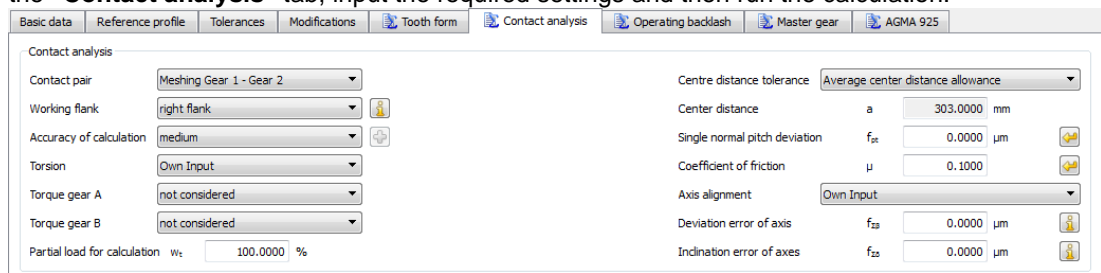 the "Contact analysis" tab, input the required settings and then run the calculation.
Basic data Reference profile Tolerances Modifications Tooth form Contact analysis Operating backlash Master gear AGMA 925
Contact analysis
Contact pair Meshing Gear 1 - Gear 2 Centre distance tolerance Average center distance allowance
Working flank right flank Center distance a 303.0000 mm
Accuracy of calculation medium Single normal pitch deviation fpt 0.0000 μm
Torsion Own Input Coefficient of friction μ 0.1000
Torque gear A not considered Axis alignment Own Input
Torque gear B not considered Deviation error of axis fΣβ 0.0000 μm
Partial load for calculation wt 100.0000 % Inclination error of axes fΣδ 0.0000 μm